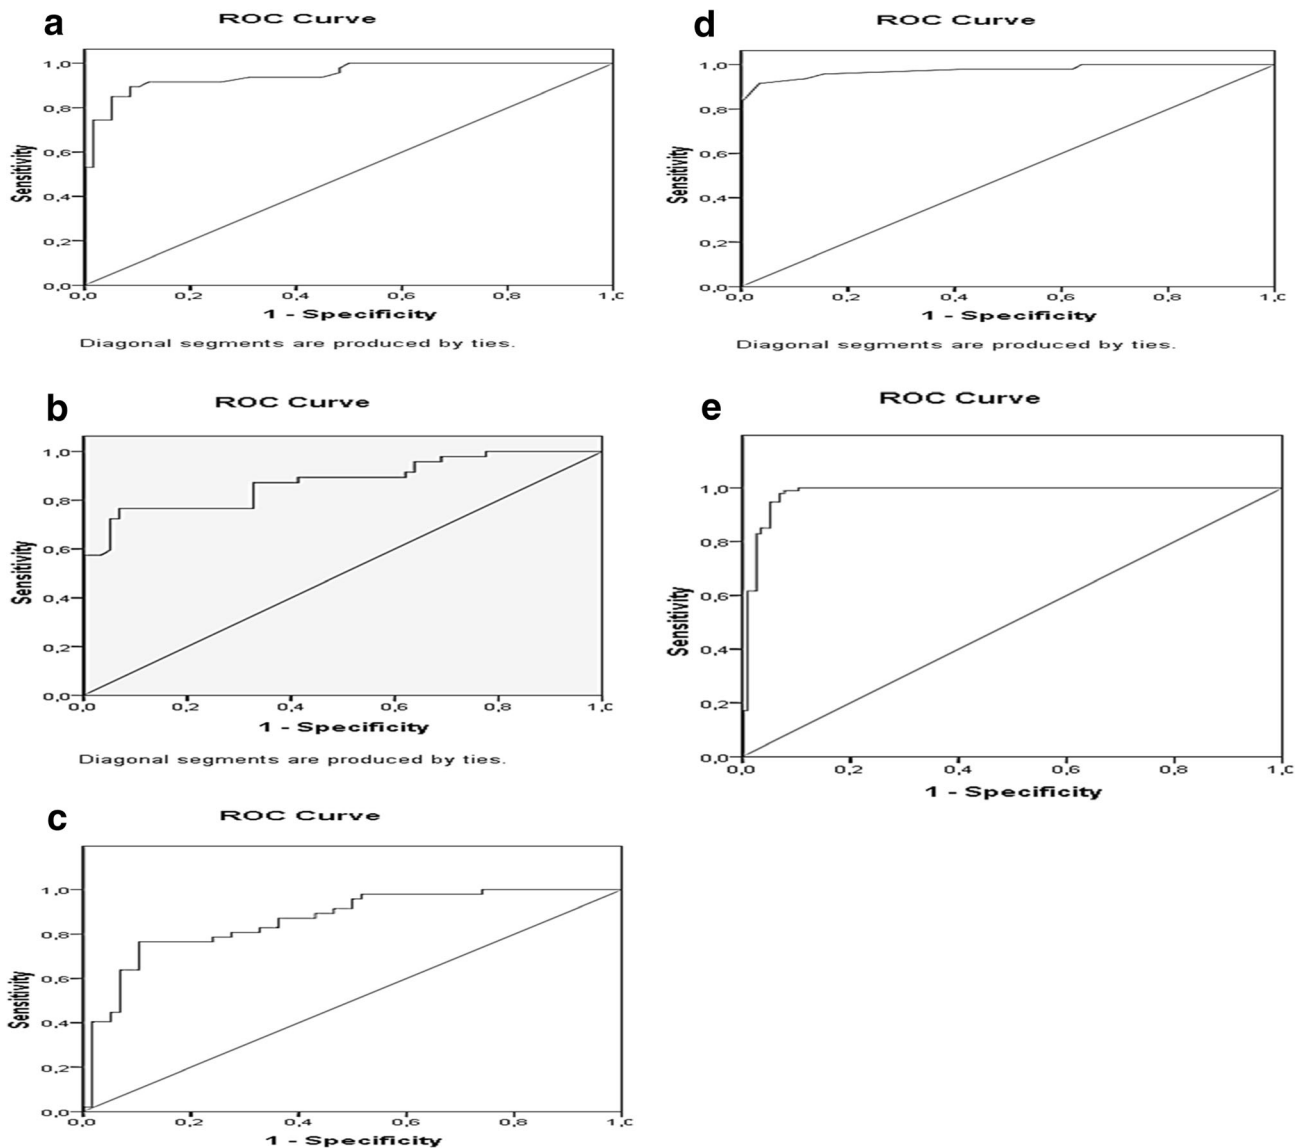 a
ROC Curve
Sensitivity
1,0
0,8
0,6
0,4
0,2
0,0
0,0 0,2 0,4 0,6 0,8 1,0
1 - Specificity
Diagonal segments are produced by ties.
b
ROC Curve
Sensitivity
1,0
0,8
0,6
0,4
0,2
0,0
0,0 0,2 0,4 0,6 0,8 1,0
1 - Specificity
Diagonal segments are produced by ties.
c
ROC Curve
Sensitivity
1,0
0,8
0,6
0,4
0,2
0,0
0,0 0,2 0,4 0,6 0,8 1,0
1 - Specificity
d
ROC Curve
Sensitivity
1,0
0,8
0,6
0,4
0,2
0,0
0,0 0,2 0,4 0,6 0,8 1,0
1 - Specificity
Diagonal segments are produced by ties.
e
ROC Curve
Sensitivity
1,0
0,8
0,6
0,4
0,2
0,0
0,0 0,2 0,4 0,6 0,8 1,0
1 - Specificity